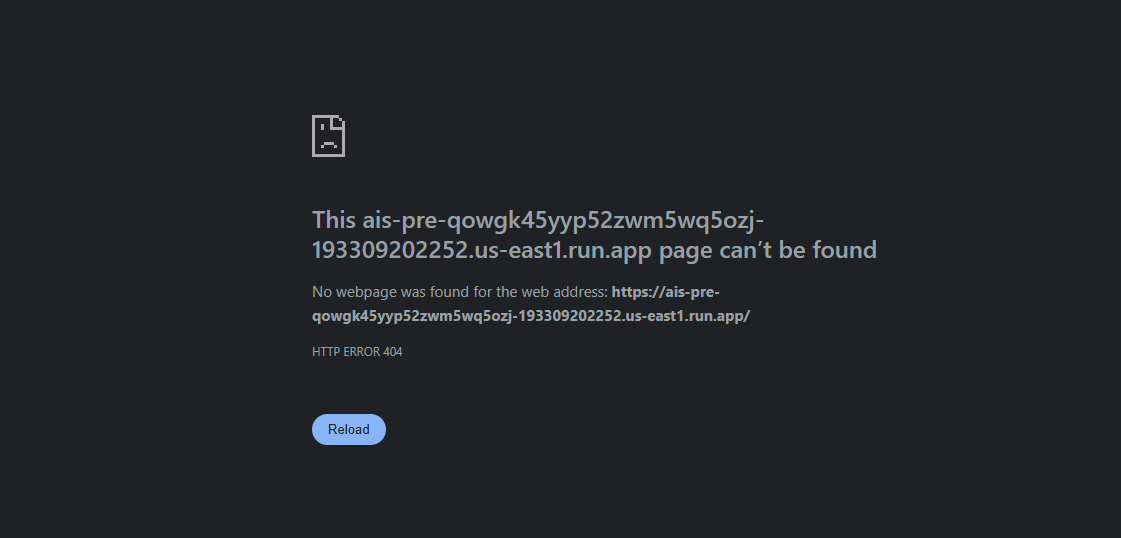 This ais-pre-qowgk45yyp52zwm5wq5ozj-
193309202252.us-east1.run.app page can’t be found
No webpage was found for the web address: https://ais-pre-
qowgk45yyp52zwm5wq5ozj-193309202252.us-east1.run.app/
HTTP ERROR 404
Reload